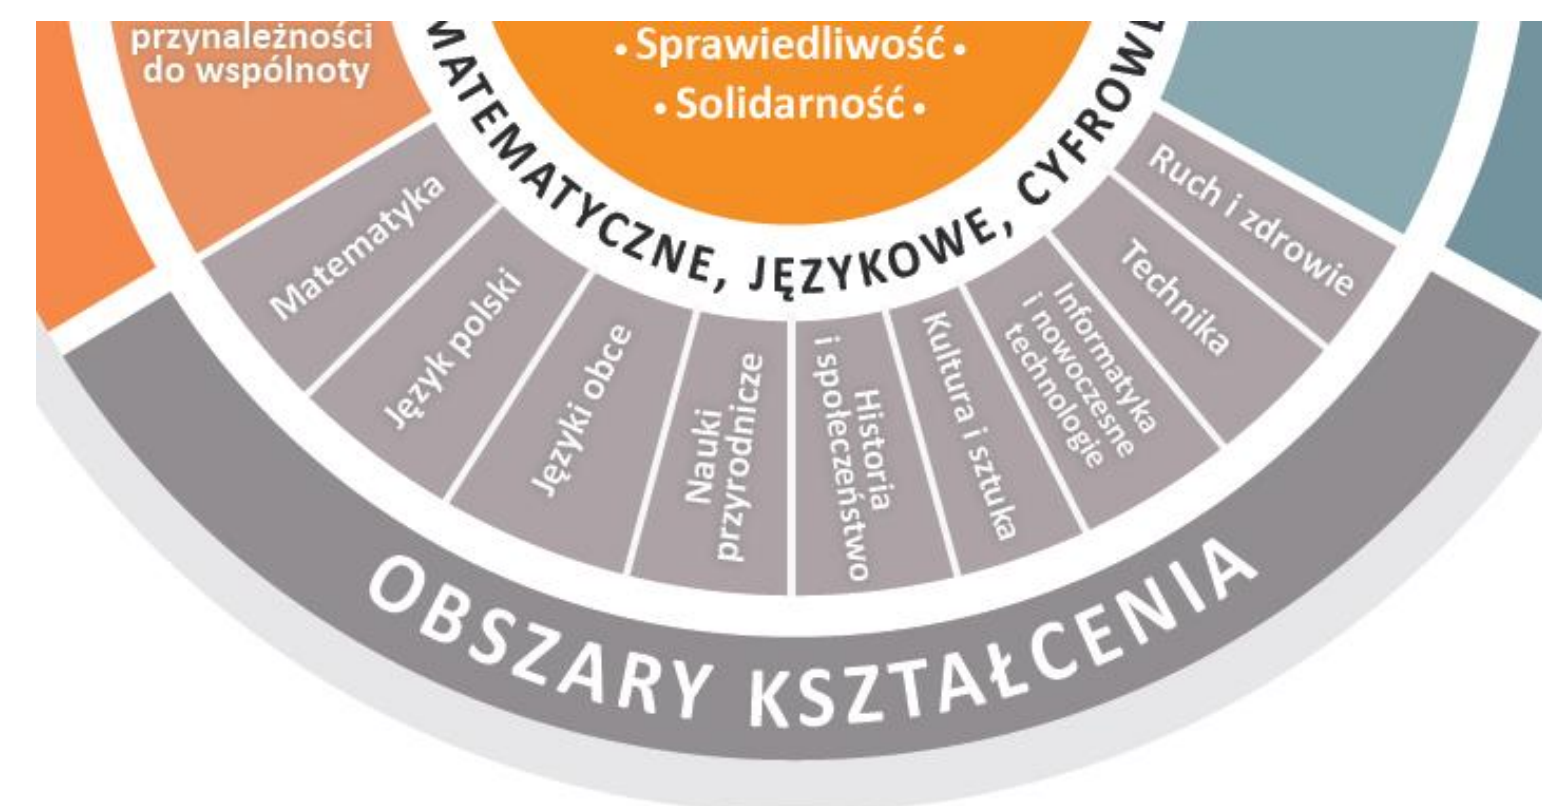 przynależności
do wspólnoty
• Sprawiedliwość •
• Solidarność •
MATEMATYCZNE, JĘZYKOWE, CYFROWE
Matematyka
Język polski
Języki obce
Nauki
przyrodnicze
Historia
i społeczeństwo
Kultura i sztuka
Informatyka
i nowoczesne
technologie
Technika
Ruch i zdrowie
OBSZARY KSZTAŁCENIA